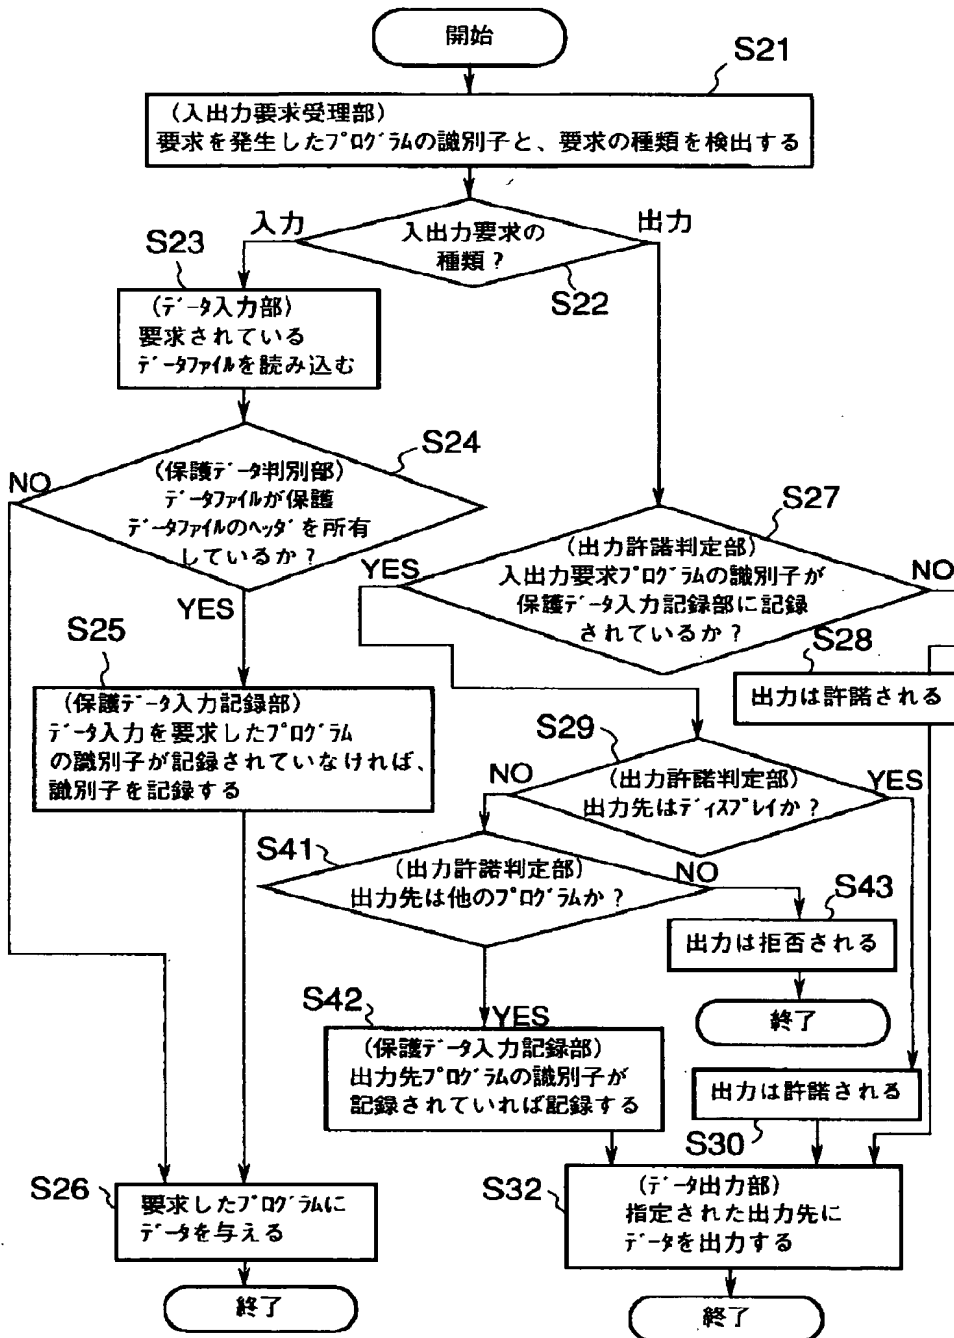 開始
S21
(入出力要求受理部)
要求を発生したプログラムの識別子と、要求の種類を検出する
入力
出力
入出力要求の
種類?
S22
S23
(データ入力部)
要求されている
データファイルを読み込む
S24
NO
(保護データ判別部)
データファイルが保護
データファイルのヘッダを所有
しているか?
YES
S27
YES
NO
(出力許諾判定部)
入出力要求プログラムの識別子が
保護データ入力記録部に記録
されているか?
S25
(保護データ入力記録部)
データ入力を要求したプログラム
の識別子が記録されていなければ、
識別子を記録する
S28
出力は許諾される
S29
NO
YES
(出力許諾判定部)
出力先はディスプレイか?
S41
(出力許諾判定部)
出力先は他のプログラムか?
NO
S43
出力は拒否される
終了
S42
YES
(保護データ入力記録部)
出力先プログラムの識別子が
記録されていれば記録する
出力は許諾される
S30
S26
要求したプログラムに
データを与える
終了
S32
(データ出力部)
指定された出力先に
データを出力する
終了